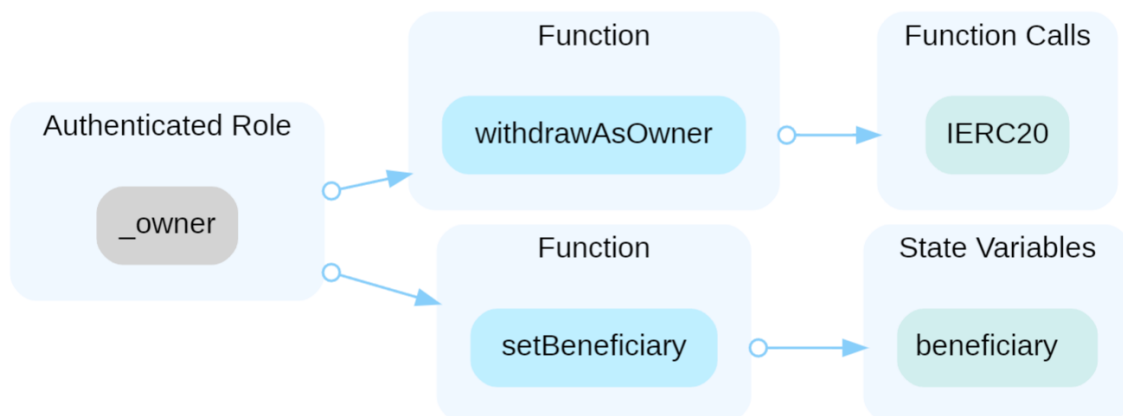 Authenticated Role
_owner
Function
withdrawAsOwner
Function Calls
IERC20
Function
setBeneficiary
State Variables
beneficiary